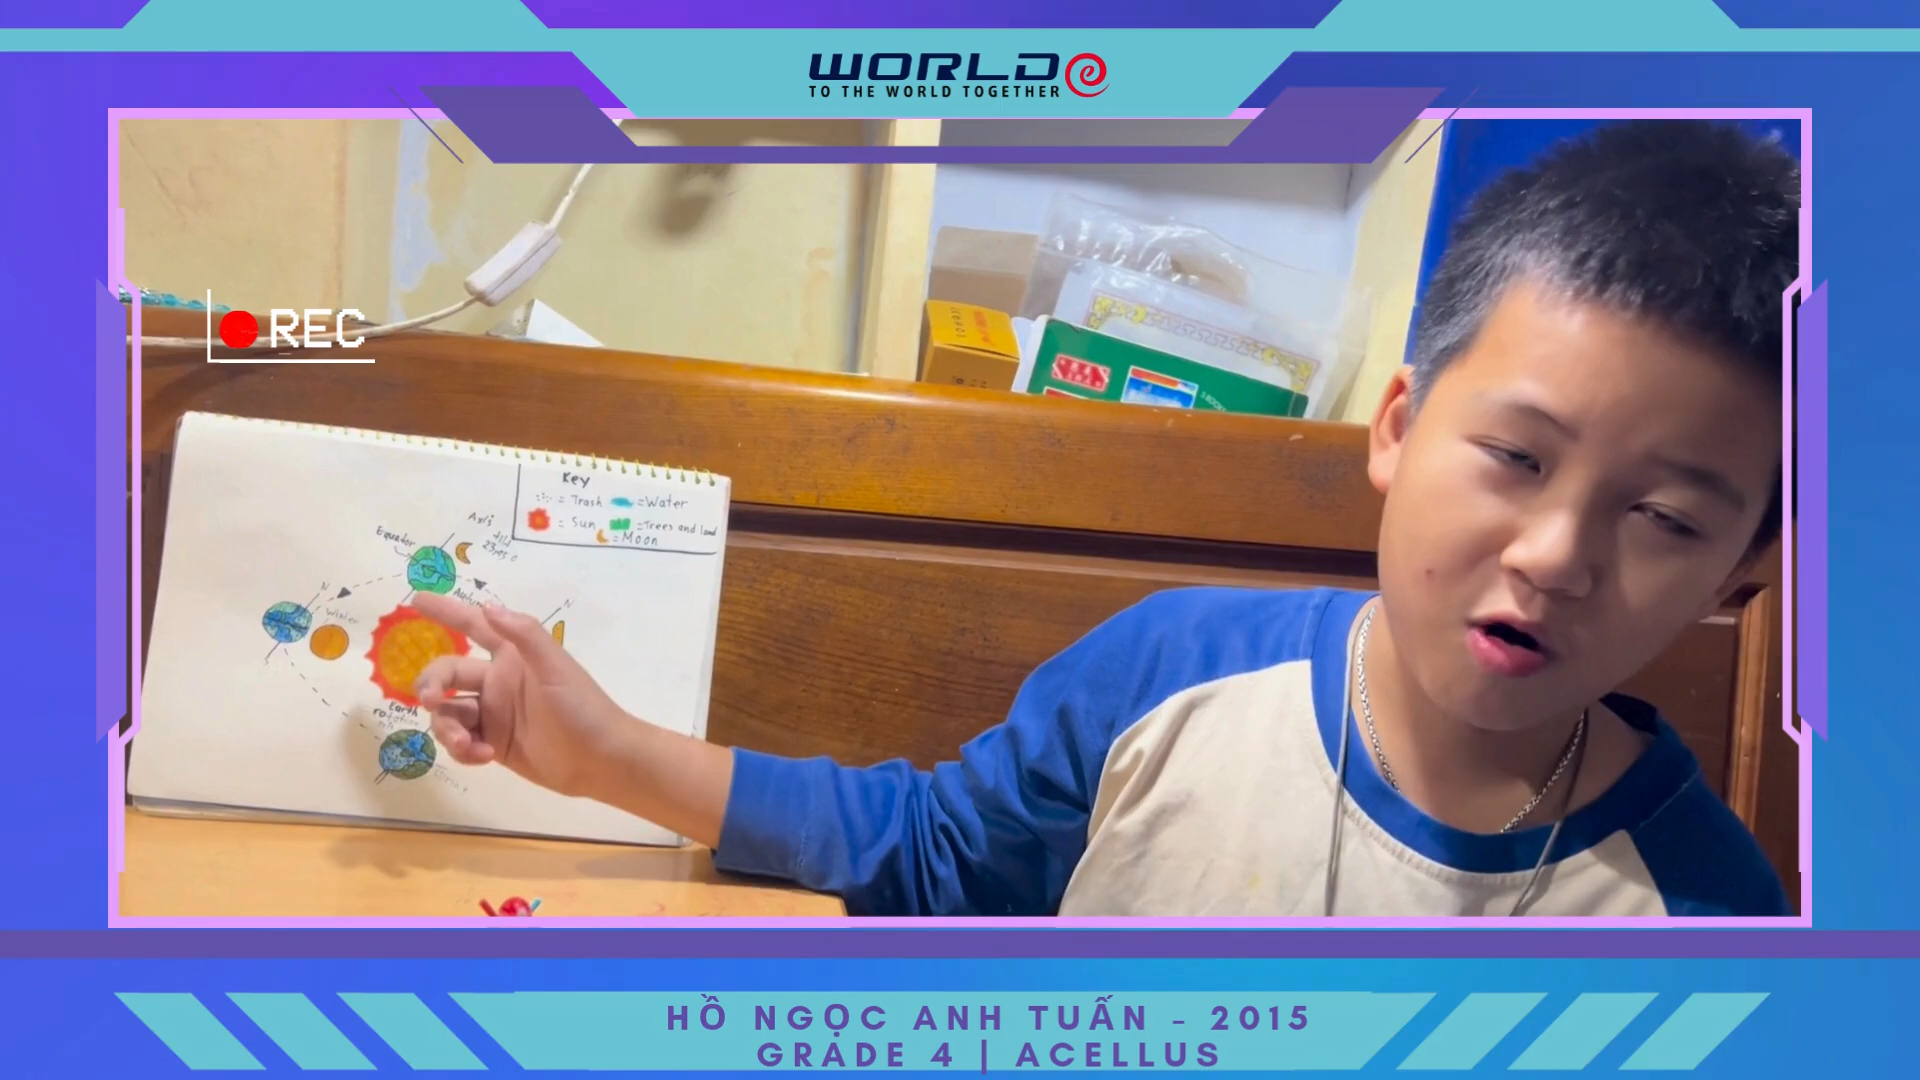 WORLD e
TO THE WORLD TOGETHER
REC
Key
= Trash = Water
= Sun = Trees and land
= Moon
Axis
tilt
Equator
N
N
Winter
Earth
HỒ NGỌC ANH TUẤN - 2015
GRADE 4 | ACELLUS